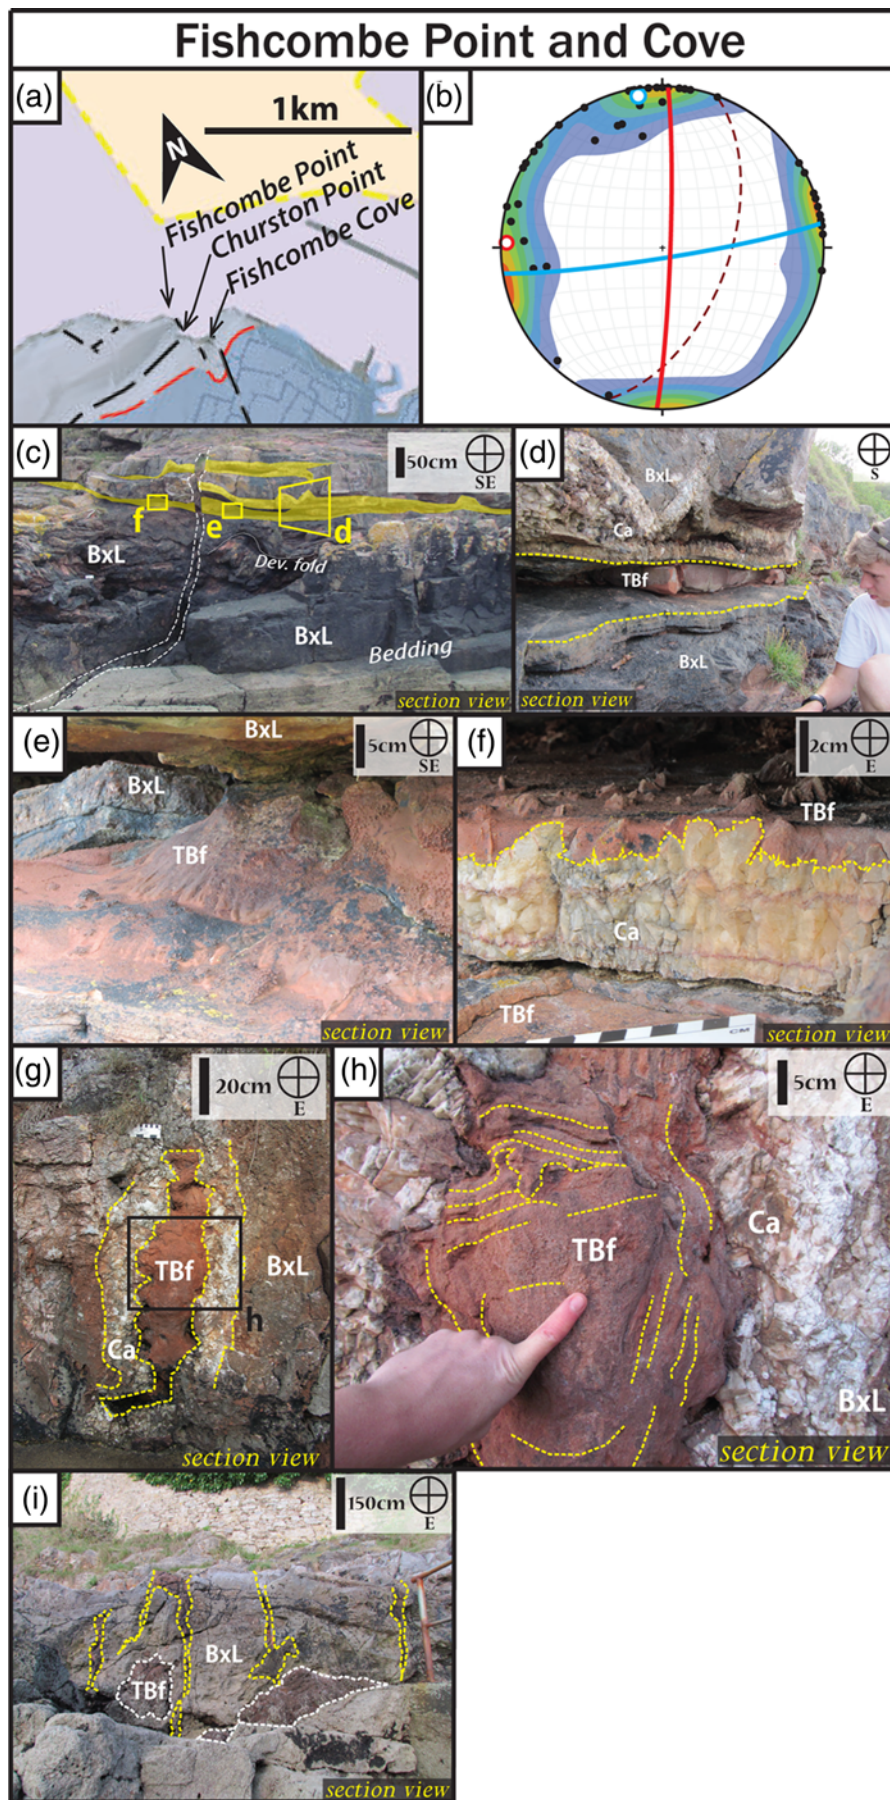 Fishcombe Point and Cove
(a)
1km
N
Fishcombe Point
Churston Point
Fishcombe Cove
(b)
(c)
50cm
SE
f
e
d
BxL
Dev. fold
BxL
Bedding
section view
(d)
S
BxL
Ca
TBf
BxL
(e)
5cm
SE
BxL
BxL
TBf
section view
(f)
2cm
E
TBf
Ca
TBf
CM
section view
(g)
20cm
E
TBf
BxL
h
Ca
section view
(h)
5cm
E
Ca
TBf
BxL
section view
(i)
150cm
E
BxL
TBf
section view